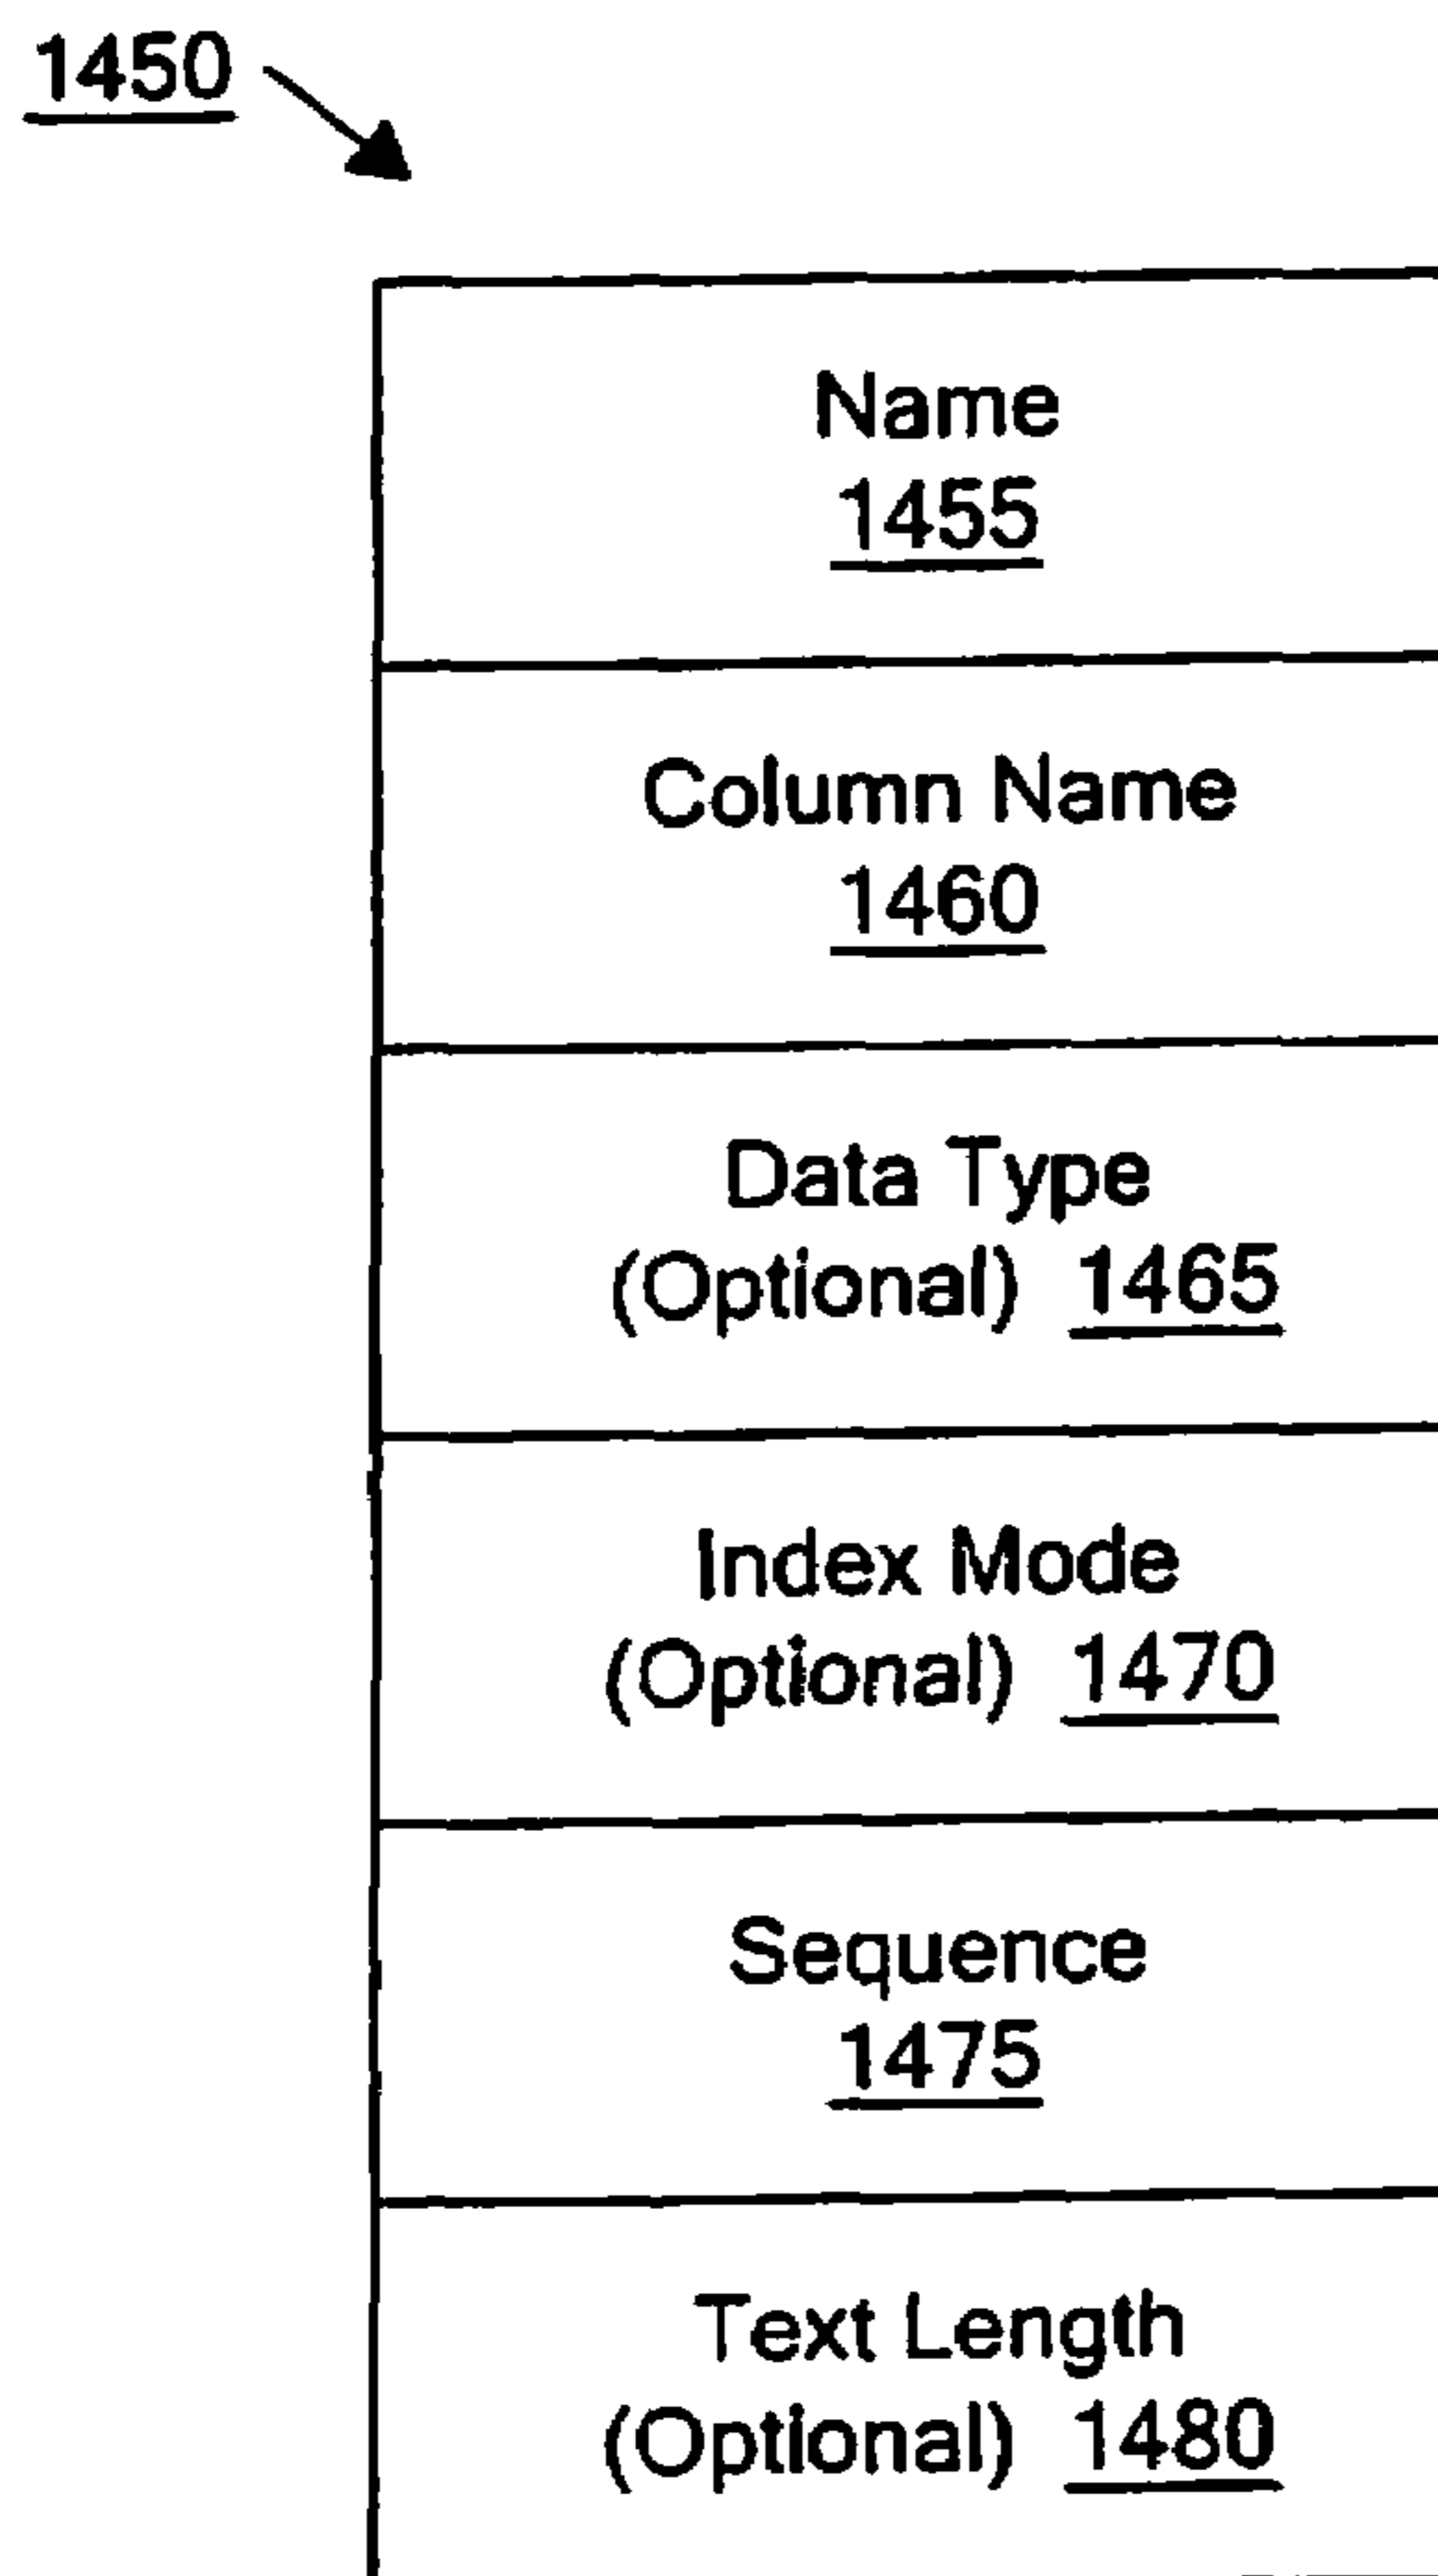 1450
Name
1455
Column Name
1460
Data Type
(Optional) 1465
Index Mode
(Optional) 1470
Sequence
1475
Text Length
(Optional) 1480